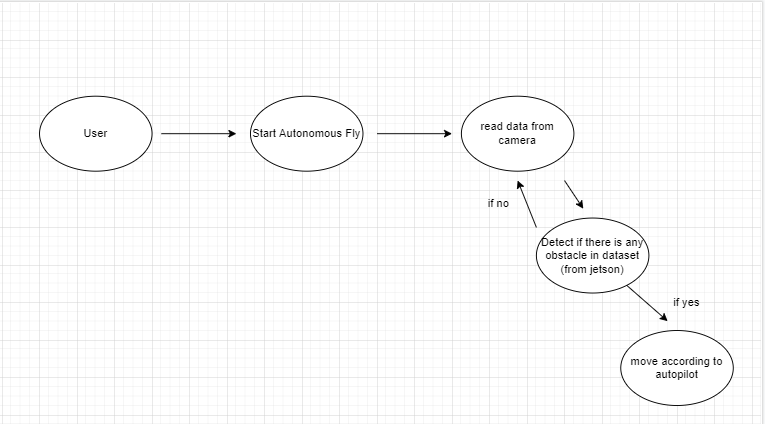 User
Start Autonomous Fly
read data from
camera
if no
Detect if there is any
obstacle in dataset
(from jetson)
if yes
move according to
autopilot